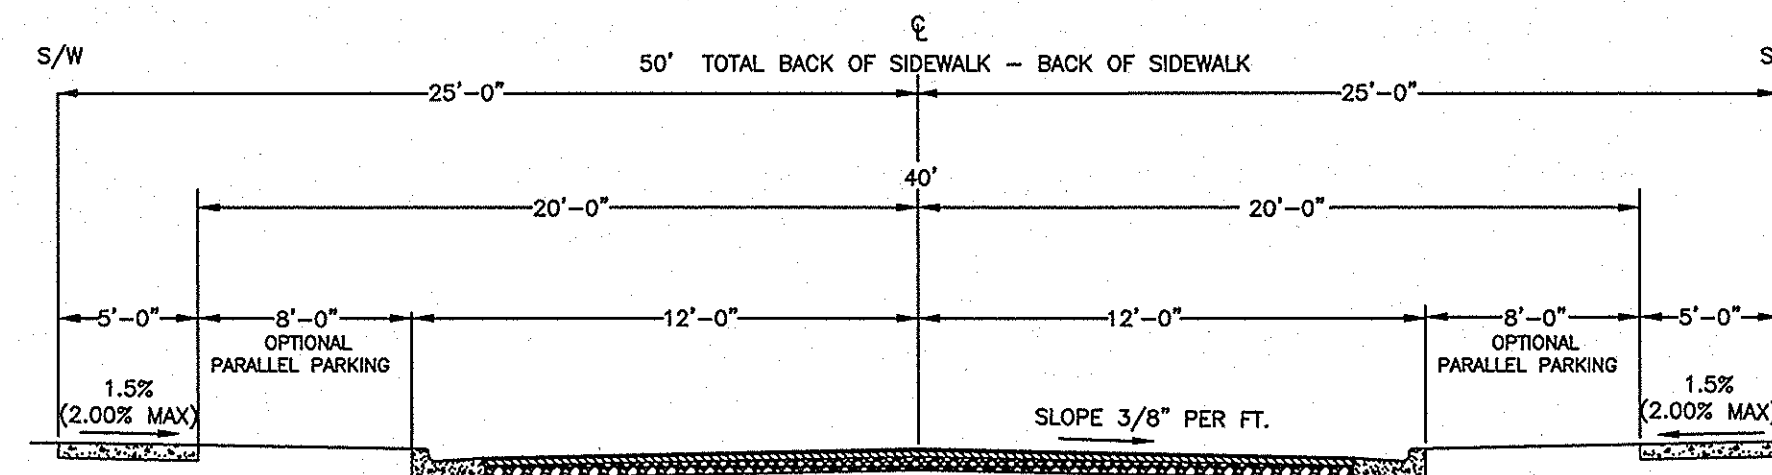 ℄
S/W
50' TOTAL BACK OF SIDEWALK – BACK OF SIDEWALK
S
25'-0" 25'-0"
40'
20'-0" 20'-0"
5'-0" 8'-0" 12'-0" 12'-0" 8'-0" 5'-0"
OPTIONAL
PARALLEL PARKING
OPTIONAL
PARALLEL PARKING
1.5%
(2.00% MAX)
SLOPE 3/8" PER FT.
1.5%
(2.00% MAX)